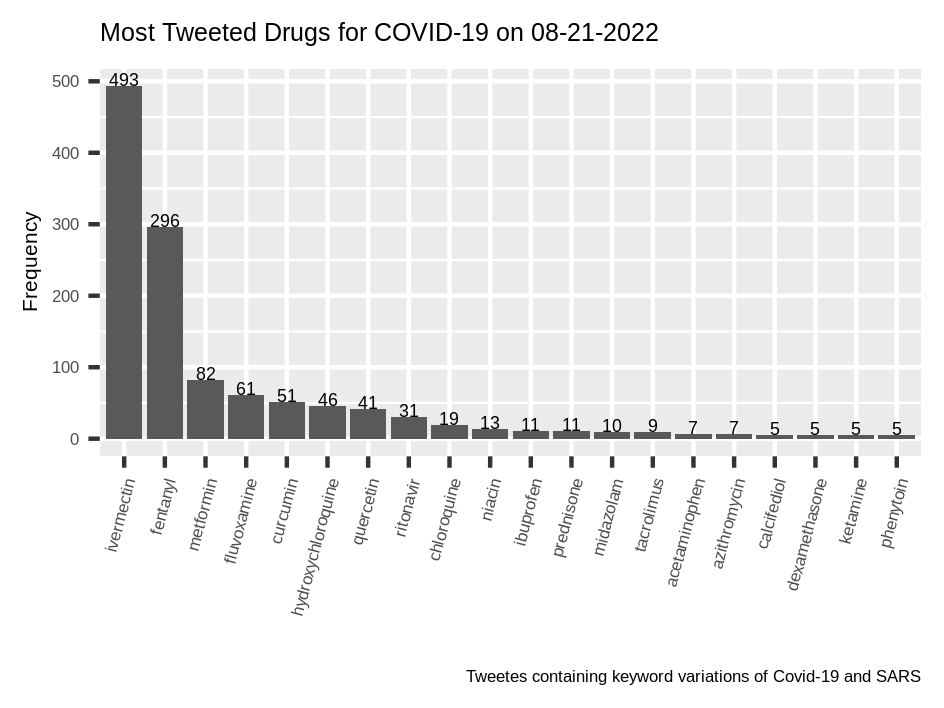 Most Tweeted Drugs for COVID-19 on 08-21-2022
Frequency
500
400
300
200
100
0
493
296
82
61
51
46
41
31
19
13
11
11
10
9
7
7
5
5
5
5
ivermectin
fentanyl
metformin
fluvoxamine
curcumin
hydroxychloroquine
quercetin
ritonavir
chloroquine
niacin
ibuprofen
prednisone
midazolam
tacrolimus
acetaminophen
azithromycin
calcifediol
dexamethasone
ketamine
phenytoin
Tweetes containing keyword variations of Covid-19 and SARS